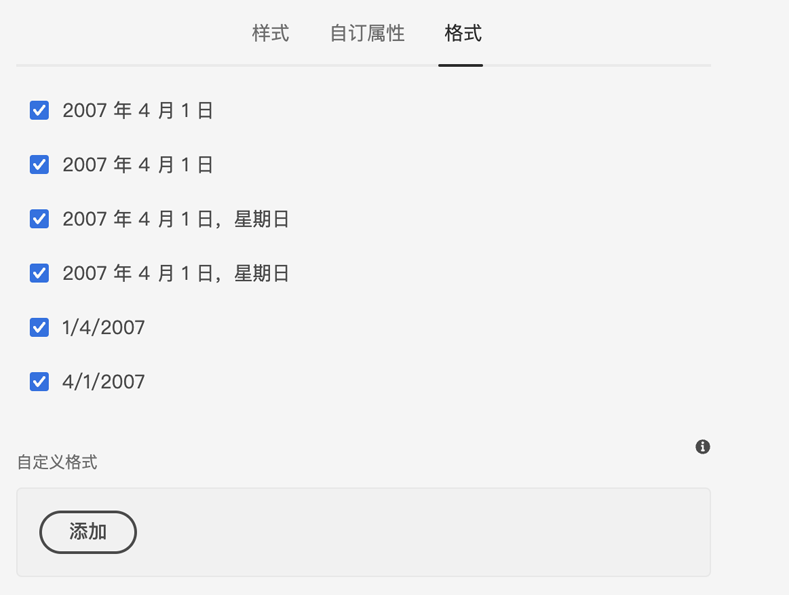 样式 自订属性 格式
2007 年 4 月 1 日
2007 年 4 月 1 日
2007 年 4 月 1 日，星期日
2007 年 4 月 1 日，星期日
1/4/2007
4/1/2007
自定义格式
添加